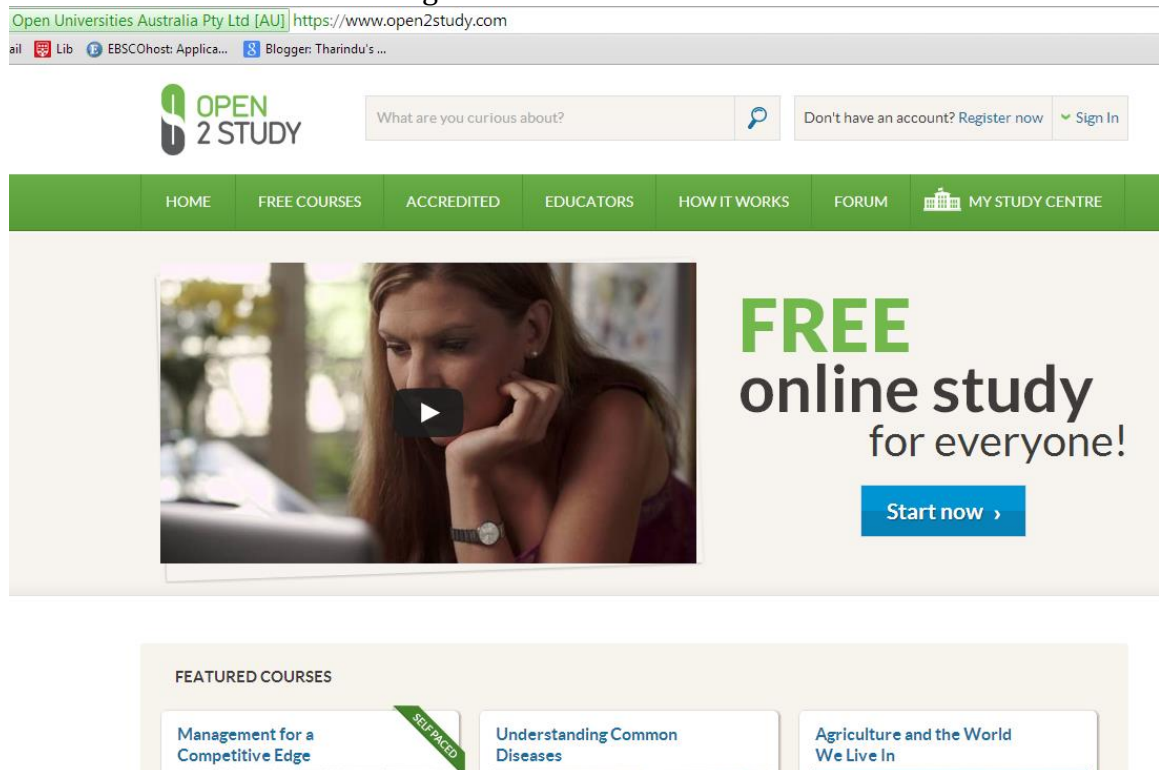 Open Universities Australia Pty Ltd [AU] https://www.open2study.com
ail Lib EBSCOhost: Applica... Blogger: Tharindu's ...
OPEN
2 STUDY
What are you curious about?
Don't have an account? Register now Sign In
HOME FREE COURSES ACCREDITED EDUCATORS HOW IT WORKS FORUM MY STUDY CENTRE
FREE
online study
for everyone!
Start now ›
FEATURED COURSES
Management for a
Competitive Edge
SELF PACED
Understanding Common
Diseases
Agriculture and the World
We Live In